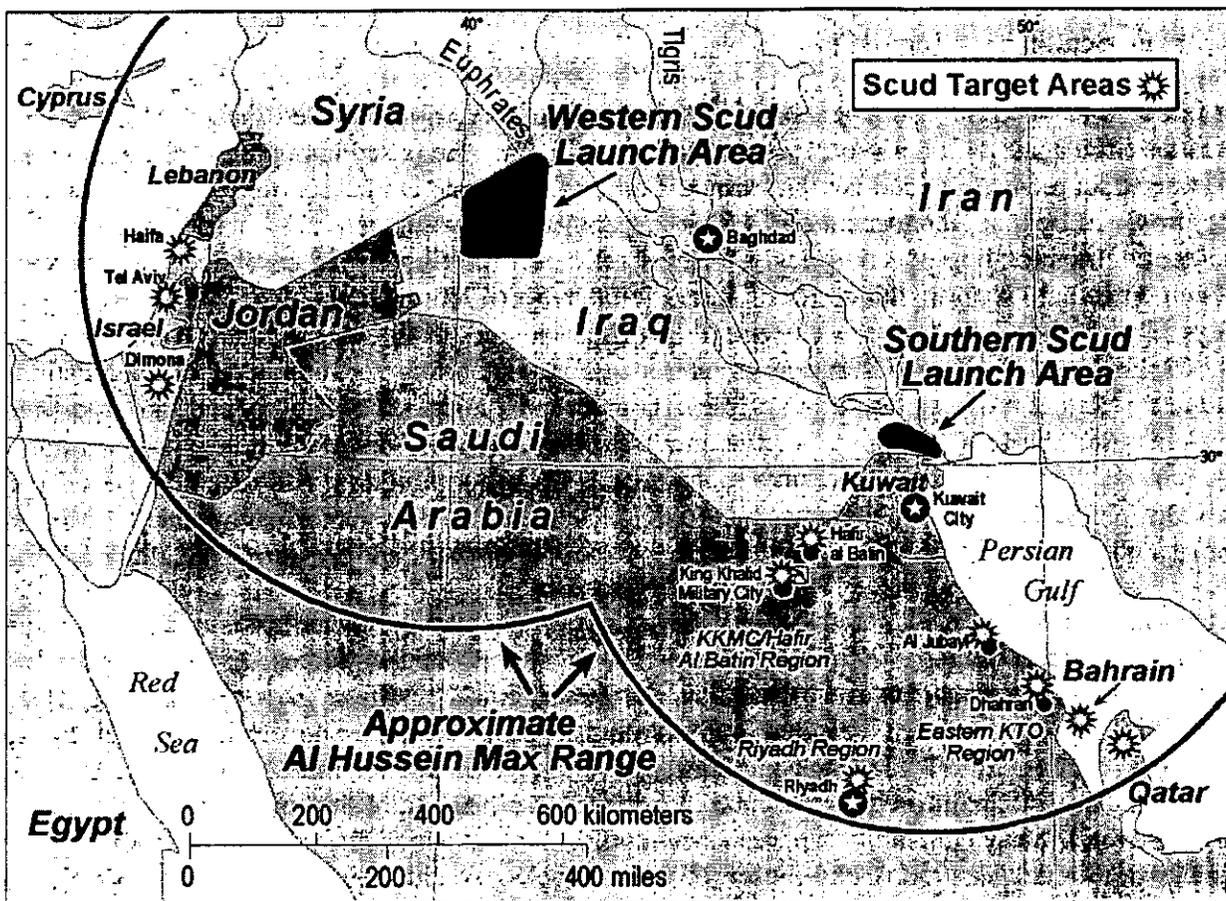 40°
50°
Scud Target Areas
Tigris
Euphrates
Cyprus
Syria
Western Scud
Launch Area
Lebanon
Iran
Haifa
Baghdad
Tel Aviv
Israel
Jordan
Iraq
Dimona
Southern Scud
Launch Area
Saudi
Arabia
30°
Kuwait
Kuwait
City
Hafir
al Batin
Persian
Gulf
King Khalid
Military City
KKMC/Hafir
Al Batin Region
Al Jubayl
Red
Sea
Bahrain
Dhahran
Approximate
Al Hussein Max Range
Eastern KTO
Region
Riyadh Region
Riyadh
Qatar
Egypt
0 200 400 600 kilometers
0 200 400 miles